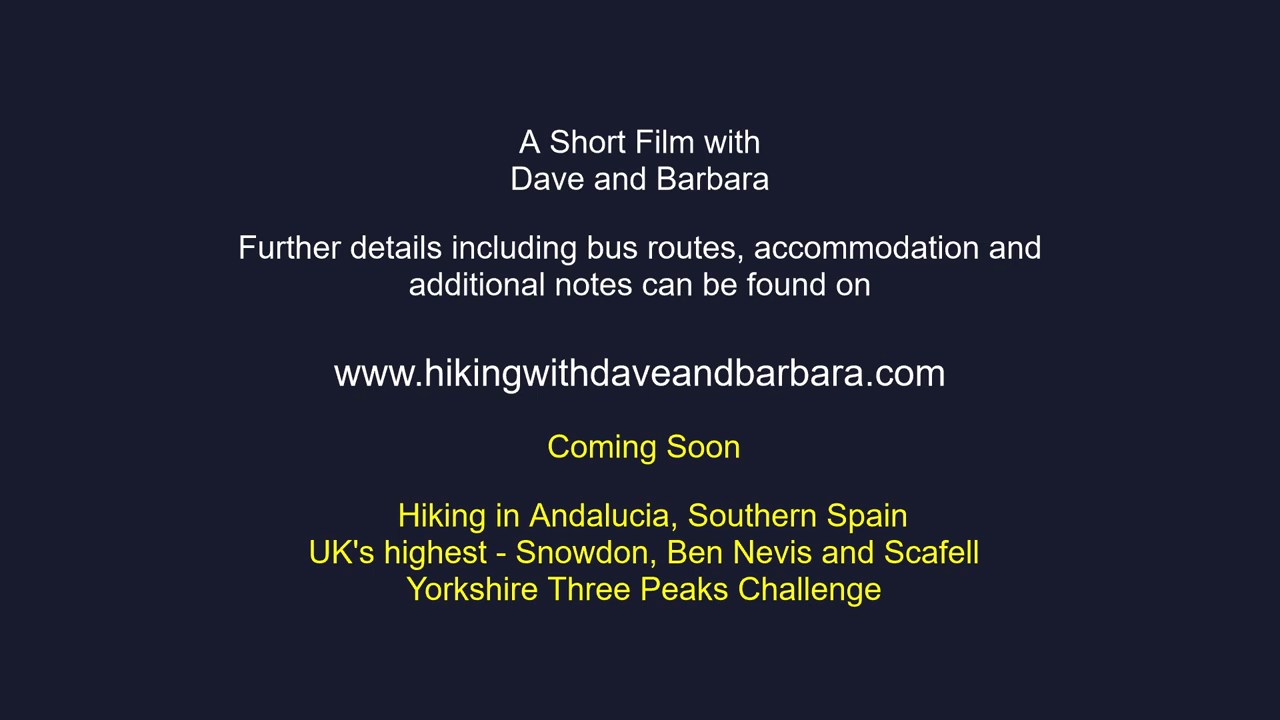 A Short Film with
Dave and Barbara
Further details including bus routes, accommodation and
additional notes can be found on
www.hikingwithdaveandbarbara.com
Coming Soon
Hiking in Andalucia, Southern Spain
UK's highest - Snowdon, Ben Nevis and Scafell
Yorkshire Three Peaks Challenge